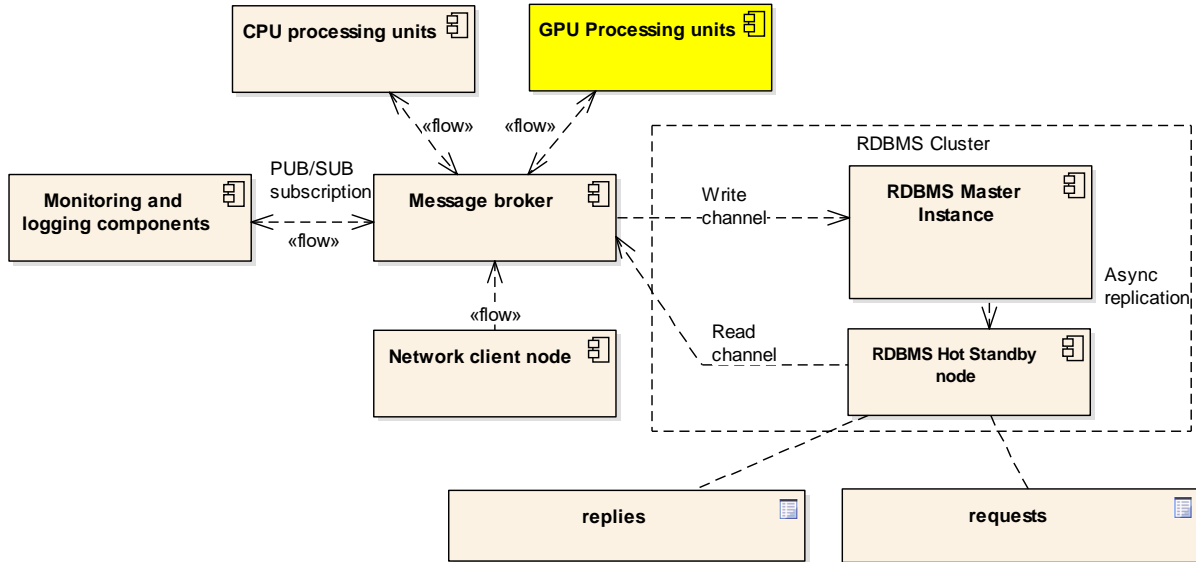 CPU processing units
GPU Processing units
«flow»
«flow»
RDBMS Cluster
PUB/SUB
subscription
Monitoring and
logging components
«flow»
Message broker
Write
channel
RDBMS Master
Instance
Async
replication
«flow»
Network client node
Read
channel
RDBMS Hot Standby
node
replies
requests